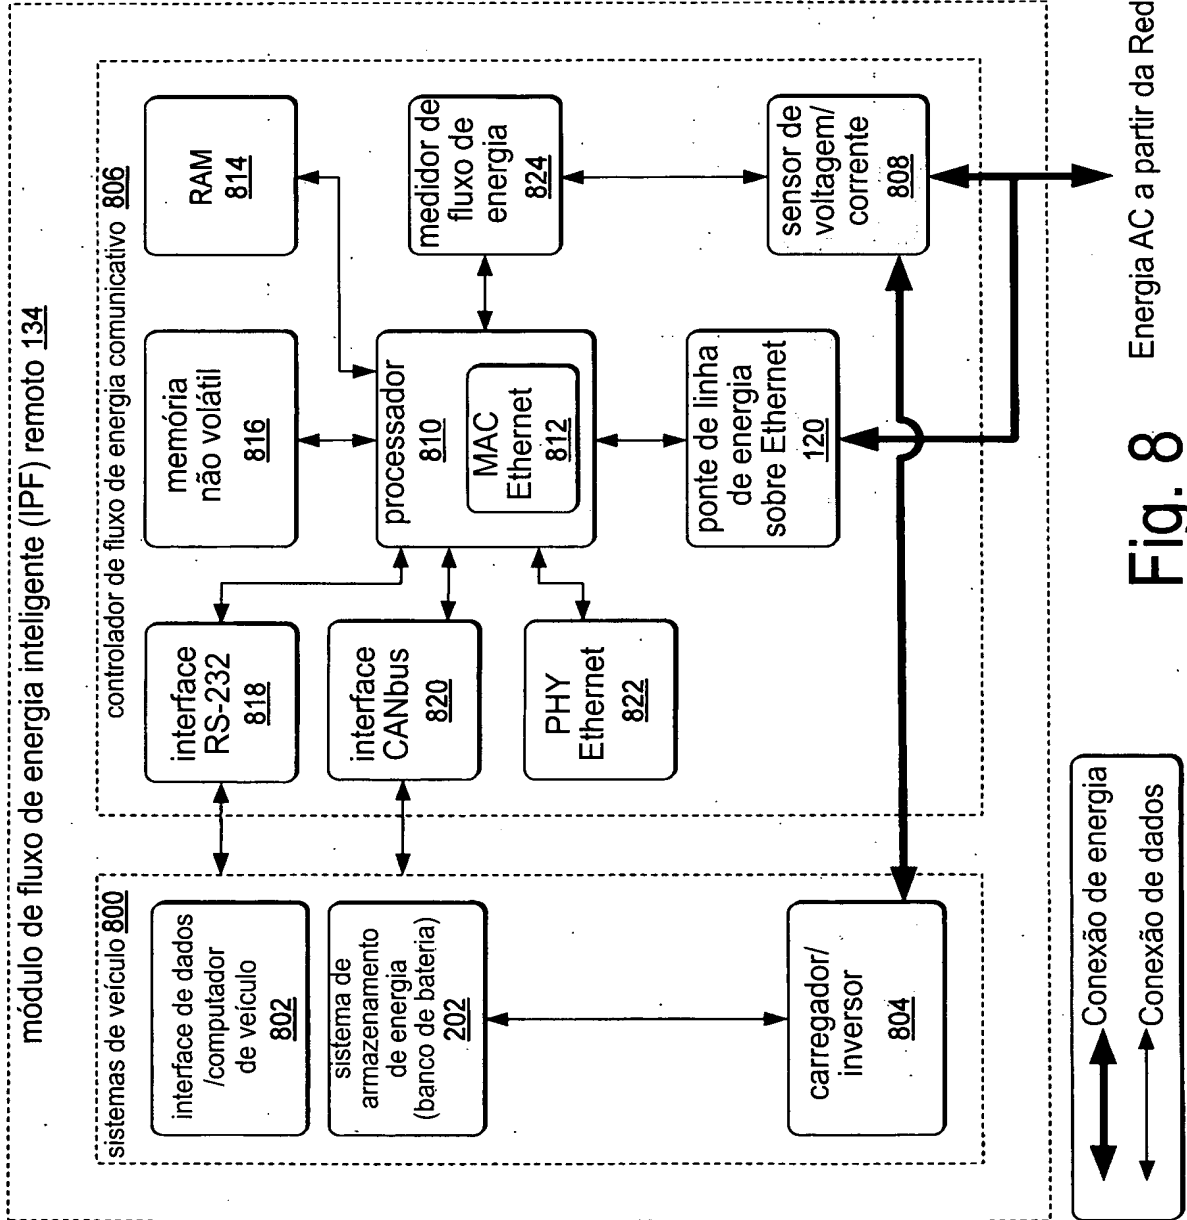 módulo de fluxo de energia inteligente (IPF) remoto 134
sistemas de veículo 800
interface de dados
/computador
de veículo
802
sistema de
armazenamento
de energia
(banco de bateria)
202
carregador/
inversor
804
controlador de fluxo de energia comunicativo 806
interface
RS-232
818
interface
CANbus
820
PHY
Ethernet
822
memória
não volátil
816
RAM
814
processador
810
MAC
Ethernet
812
medidor de
fluxo de
energia
824
ponte de linha
de energia
sobre Ethernet
120
sensor de
voltagem/
corrente
808
Conexão de energia
Conexão de dados
Fig. 8
Energia AC a partir da Red